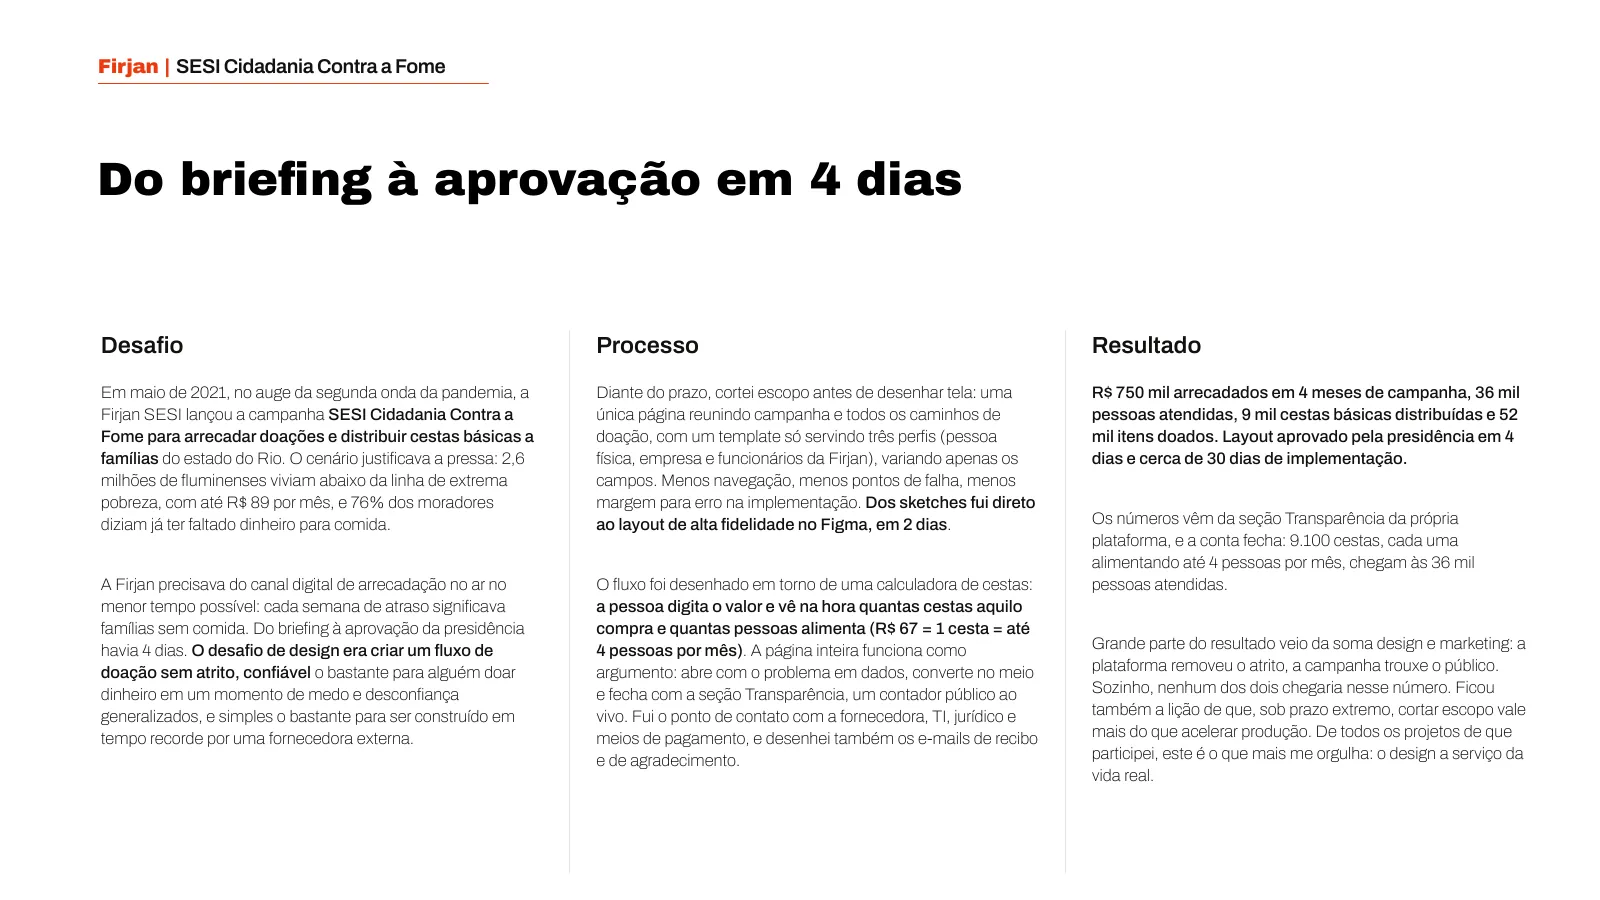 Firjan | SESI Cidadania Contra a Fome
Do briefing à aprovação em 4 dias
Desafio
Em maio de 2021, no auge da segunda onda da pandemia, a
Firjan SESI lançou a campanha SESI Cidadania Contra a
Fome para arrecadar doações e distribuir cestas básicas a
famílias do estado do Rio. O cenário justificava a pressa: 2,6
milhões de fluminenses viviam abaixo da linha de extrema
pobreza, com até R$ 89 por mês, e 76% dos moradores
diziam já ter faltado dinheiro para comida.
A Firjan precisava do canal digital de arrecadação no ar no
menor tempo possível: cada semana de atraso significava
famílias sem comida. Do briefing à aprovação da presidência
havia 4 dias. O desafio de design era criar um fluxo de
doação sem atrito, confiável o bastante para alguém doar
dinheiro em um momento de medo e desconfiança
generalizados, e simples o bastante para ser construído em
tempo recorde por uma fornecedora externa.
Processo
Diante do prazo, cortei escopo antes de desenhar tela: uma
única página reunindo campanha e todos os caminhos de
doação, com um template só servindo três perfis (pessoa
física, empresa e funcionários da Firjan), variando apenas os
campos. Menos navegação, menos pontos de falha, menos
margem para erro na implementação. Dos sketches fui direto
ao layout de alta fidelidade no Figma, em 2 dias.
O fluxo foi desenhado em torno de uma calculadora de cestas:
a pessoa digita o valor e vê na hora quantas cestas aquilo
compra e quantas pessoas alimenta (R$ 67 = 1 cesta = até
4 pessoas por mês). A página inteira funciona como
argumento: abre com o problema em dados, converte no meio
e fecha com a seção Transparência, um contador público ao
vivo. Fui o ponto de contato com a fornecedora, TI, jurídico e
meios de pagamento, e desenhei também os e-mails de recibo
e de agradecimento.
Resultado
R$ 750 mil arrecadados em 4 meses de campanha, 36 mil
pessoas atendidas, 9 mil cestas básicas distribuídas e 52
mil itens doados. Layout aprovado pela presidência em 4
dias e cerca de 30 dias de implementação.
Os números vêm da seção Transparência da própria
plataforma, e a conta fecha: 9.100 cestas, cada uma
alimentando até 4 pessoas por mês, chegam às 36 mil
pessoas atendidas.
Grande parte do resultado veio da soma design e marketing: a
plataforma removeu o atrito, a campanha trouxe o público.
Sozinho, nenhum dos dois chegaria nesse número. Ficou
também a lição de que, sob prazo extremo, cortar escopo vale
mais do que acelerar produção. De todos os projetos de que
participei, este é o que mais me orgulha: o design a serviço da
vida real.